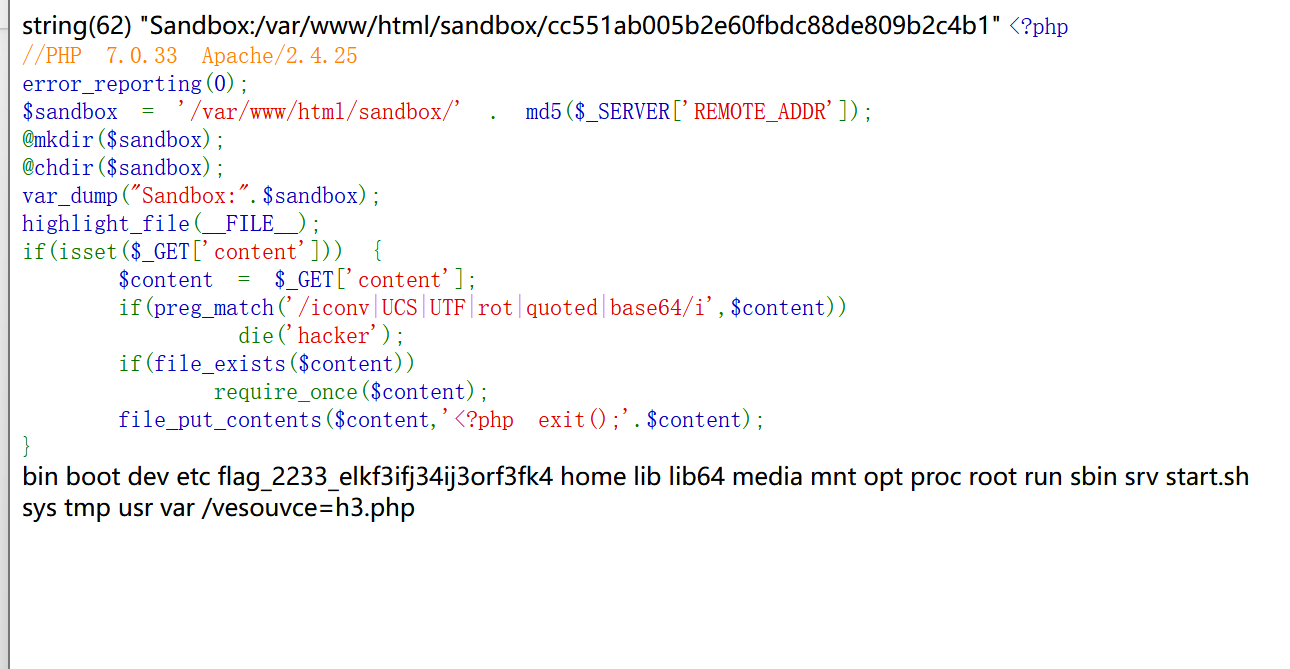 string(62) "Sandbox:/var/www/html/sandbox/cc551ab005b2e60fbdc88de809b2c4b1" <?php
//PHP 7.0.33 Apache/2.4.25
error_reporting(0);
$sandbox = '/var/www/html/sandbox/' . md5($_SERVER['REMOTE_ADDR']);
@mkdir($sandbox);
@chdir($sandbox);
var_dump("Sandbox:".$sandbox);
highlight_file(__FILE__);
if(isset($_GET['content'])) {
$content = $_GET['content'];
if(preg_match('/iconv|UCS|UTF|rot|quoted|base64/i',$content))
die('hacker');
if(file_exists($content))
require_once($content);
file_put_contents($content,'<?php exit();'.$content);
}
bin boot dev etc flag_2233_elkf3ifj34ij3orf3fk4 home lib lib64 media mnt opt proc root run sbin srv start.sh
sys tmp usr var /vesouvce=h3.php